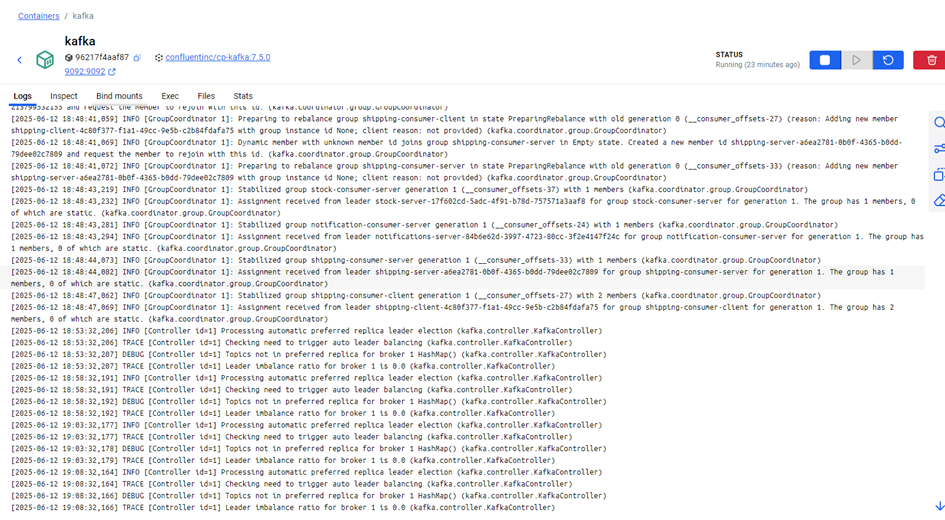 Containers / kafka
kafka
96217f4aaf87 confluentinc/cp-kafka:7.5.0
9092:9092
STATUS
Running (23 minutes ago)
Logs Inspect Bind mounts Exec Files Stats
and request the member to rejoin with this id. (kafka.coordinator.group.GroupCoordinator)
[2025-06-12 18:48:41,059] INFO [GroupCoordinator 1]: Preparing to rebalance group shipping-consumer-client in state PreparingRebalance with old generation 0 (__consumer_offsets-27) (reason: Adding new member
shipping-client-4c80f377-f1a1-49cc-9e5b-c2b84fdafa75 with group instance id None; client reason: not provided) (kafka.coordinator.group.GroupCoordinator)
[2025-06-12 18:48:41,069] INFO [GroupCoordinator 1]: Dynamic member with unknown member id joins group shipping-consumer-server in Empty state. Created a new member id shipping-server-a6ea2781-0b0f-4365-b0dd-
79dee02c7809 and request the member to rejoin with this id. (kafka.coordinator.group.GroupCoordinator)
[2025-06-12 18:48:41,072] INFO [GroupCoordinator 1]: Preparing to rebalance group shipping-consumer-server in state PreparingRebalance with old generation 0 (__consumer_offsets-33) (reason: Adding new member
shipping-server-a6ea2781-0b0f-4365-b0dd-79dee02c7809 with group instance id None; client reason: not provided) (kafka.coordinator.group.GroupCoordinator)
[2025-06-12 18:48:43,219] INFO [GroupCoordinator 1]: Stabilized group stock-consumer-server generation 1 (__consumer_offsets-37) with 1 members (kafka.coordinator.group.GroupCoordinator)
[2025-06-12 18:48:43,232] INFO [GroupCoordinator 1]: Assignment received from leader stock-server-17f602cd-5adc-4f91-b78d-757571a3aaf8 for group stock-consumer-server for generation 1. The group has 1 members, 0
of which are static. (kafka.coordinator.group.GroupCoordinator)
[2025-06-12 18:48:43,281] INFO [GroupCoordinator 1]: Stabilized group notification-consumer-server generation 1 (__consumer_offsets-24) with 1 members (kafka.coordinator.group.GroupCoordinator)
[2025-06-12 18:48:43,294] INFO [GroupCoordinator 1]: Assignment received from leader notifications-server-84b6e62d-3997-4723-80cc-3f2e4147f24c for group notification-consumer-server for generation 1. The group has
1 members, 0 of which are static. (kafka.coordinator.group.GroupCoordinator)
[2025-06-12 18:48:44,073] INFO [GroupCoordinator 1]: Stabilized group shipping-consumer-server generation 1 (__consumer_offsets-33) with 1 members (kafka.coordinator.group.GroupCoordinator)
[2025-06-12 18:48:44,082] INFO [GroupCoordinator 1]: Assignment received from leader shipping-server-a6ea2781-0b0f-4365-b0dd-79dee02c7809 for group shipping-consumer-server for generation 1. The group has 1
members, 0 of which are static. (kafka.coordinator.group.GroupCoordinator)
[2025-06-12 18:48:47,062] INFO [GroupCoordinator 1]: Stabilized group shipping-consumer-client generation 1 (__consumer_offsets-27) with 2 members (kafka.coordinator.group.GroupCoordinator)
[2025-06-12 18:48:47,069] INFO [GroupCoordinator 1]: Assignment received from leader shipping-client-4c80f377-f1a1-49cc-9e5b-c2b84fdafa75 for group shipping-consumer-client for generation 1. The group has 2
members, 0 of which are static. (kafka.coordinator.group.GroupCoordinator)
[2025-06-12 18:53:32,206] INFO [Controller id=1] Processing automatic preferred replica leader election (kafka.controller.KafkaController)
[2025-06-12 18:53:32,206] TRACE [Controller id=1] Checking need to trigger auto leader balancing (kafka.controller.KafkaController)
[2025-06-12 18:53:32,207] DEBUG [Controller id=1] Topics not in preferred replica for broker 1 HashMap() (kafka.controller.KafkaController)
[2025-06-12 18:53:32,207] TRACE [Controller id=1] Leader imbalance ratio for broker 1 is 0.0 (kafka.controller.KafkaController)
[2025-06-12 18:58:32,191] INFO [Controller id=1] Processing automatic preferred replica leader election (kafka.controller.KafkaController)
[2025-06-12 18:58:32,191] TRACE [Controller id=1] Checking need to trigger auto leader balancing (kafka.controller.KafkaController)
[2025-06-12 18:58:32,192] DEBUG [Controller id=1] Topics not in preferred replica for broker 1 HashMap() (kafka.controller.KafkaController)
[2025-06-12 18:58:32,192] TRACE [Controller id=1] Leader imbalance ratio for broker 1 is 0.0 (kafka.controller.KafkaController)
[2025-06-12 19:03:32,177] INFO [Controller id=1] Processing automatic preferred replica leader election (kafka.controller.KafkaController)
[2025-06-12 19:03:32,177] TRACE [Controller id=1] Checking need to trigger auto leader balancing (kafka.controller.KafkaController)
[2025-06-12 19:03:32,178] DEBUG [Controller id=1] Topics not in preferred replica for broker 1 HashMap() (kafka.controller.KafkaController)
[2025-06-12 19:03:32,179] TRACE [Controller id=1] Leader imbalance ratio for broker 1 is 0.0 (kafka.controller.KafkaController)
[2025-06-12 19:08:32,164] INFO [Controller id=1] Processing automatic preferred replica leader election (kafka.controller.KafkaController)
[2025-06-12 19:08:32,164] TRACE [Controller id=1] Checking need to trigger auto leader balancing (kafka.controller.KafkaController)
[2025-06-12 19:08:32,166] DEBUG [Controller id=1] Topics not in preferred replica for broker 1 HashMap() (kafka.controller.KafkaController)
[2025-06-12 19:08:32,166] TRACE [Controller id=1] Leader imbalance ratio for broker 1 is 0.0 (kafka.controller.KafkaController)